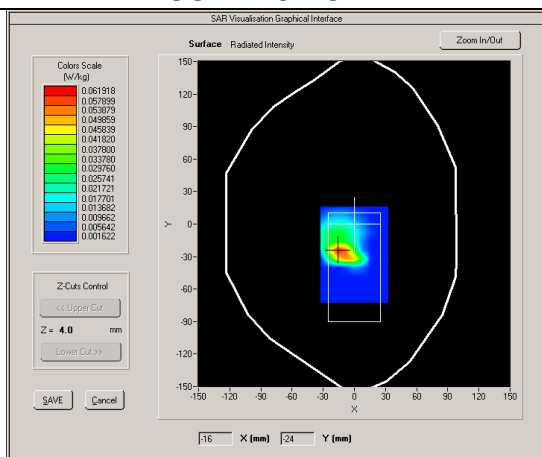 SAR Visualisation Graphical Interface
Surface Radiated Intensity
Zoom In/Out
Colors Scale
(W/kg)
0.061918
0.057899
0.053879
0.049859
0.045839
0.041820
0.037800
0.033780
0.029760
0.025741
0.021721
0.017701
0.013682
0.009662
0.005642
0.001622
Z-Cuts Control
<< Upper Cut
Z = 4.0 mm
Lower Cut >>
SAVE Cancel
150
120
90
60
30
0
-30
-60
-90
-120
-150
Y
-150 -120 -90 -60 -30 0 30 60 90 120 150
X
-16 X (mm) -24 Y (mm)